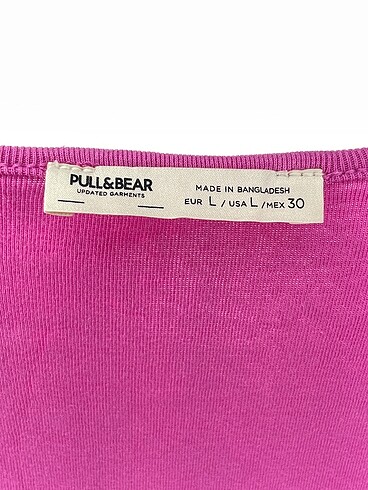 PULL&BEAR
UPDATED GARMENTS
MADE IN BANGLADESH
EUR L / USA L / MEX 30